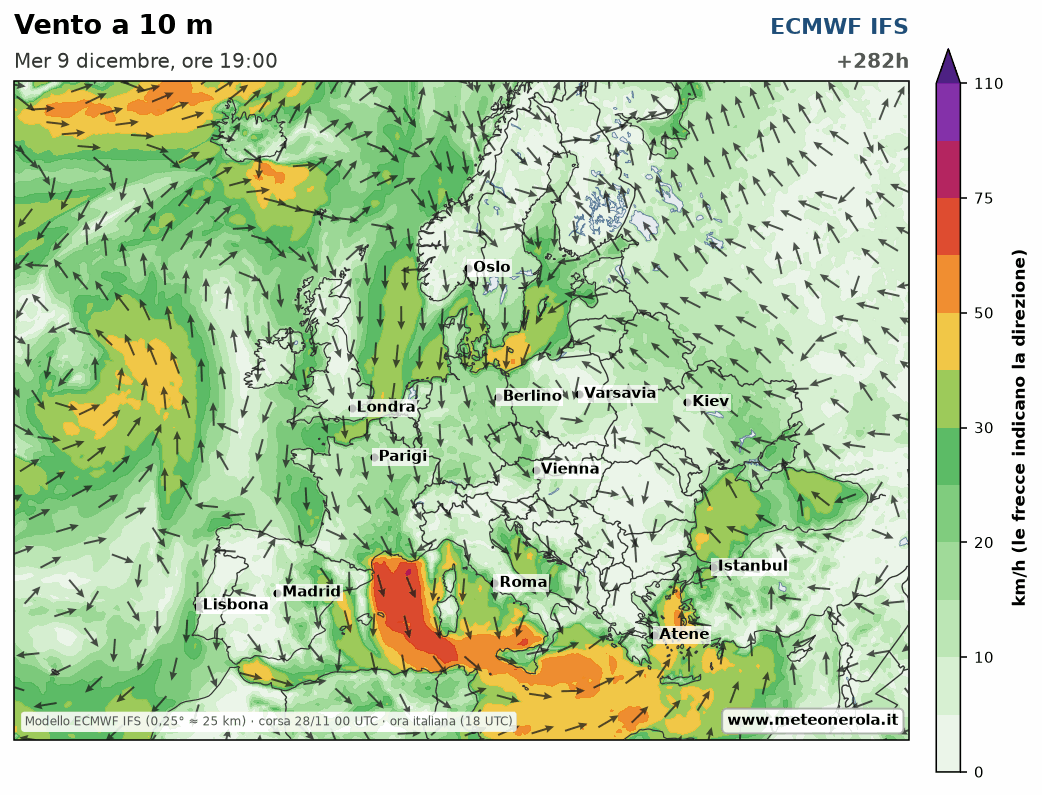 Vento a 10 m
ECMWF IFS
Mer 9 dicembre, ore 19:00
+282h
110
75
50
30
20
10
0
km/h (le frecce indicano la direzione)
Oslo
Berlino
Varsavia
Kiev
Londra
Parigi
Vienna
Istanbul
Roma
Madrid
Lisbona
Atene
Modello ECMWF IFS (0,25° ≈ 25 km) · corsa 28/11 00 UTC · ora italiana (18 UTC)
www.meteonerola.it